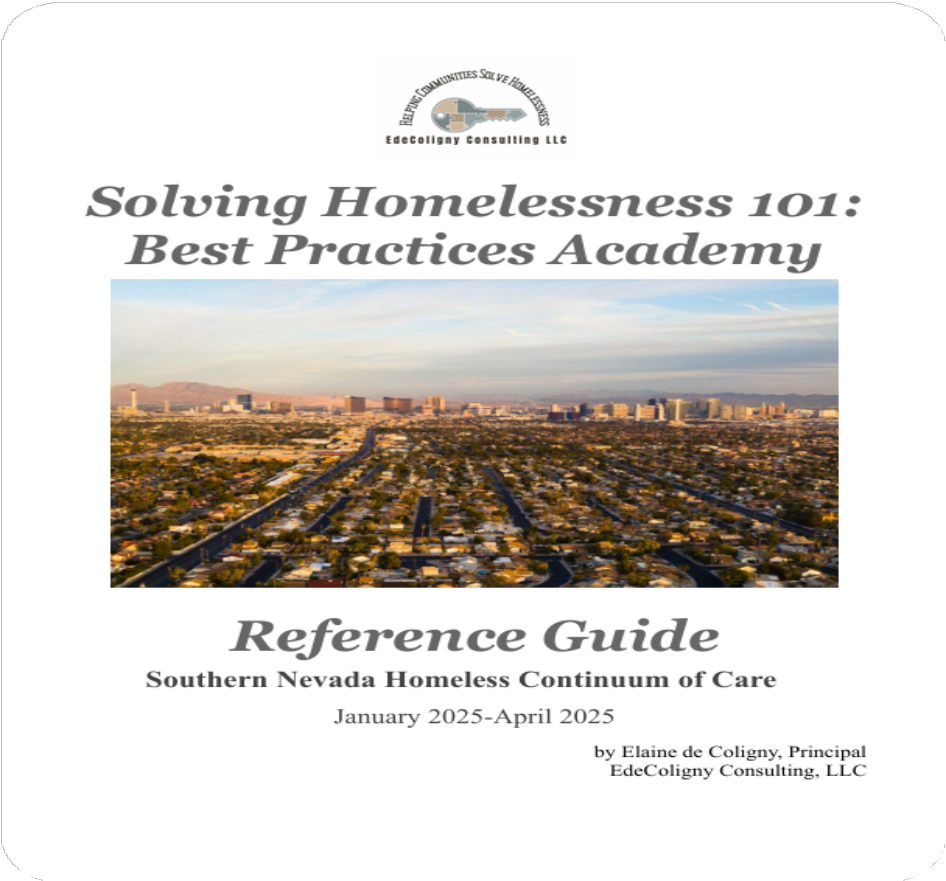 HELPING COMMUNITIES SOLVE HOMELESSNESS
EdeColigny Consulting LLC
Solving Homelessness 101:
Best Practices Academy
Reference Guide
Southern Nevada Homeless Continuum of Care
January 2025-April 2025
by Elaine de Coligny, Principal
EdeColigny Consulting, LLC